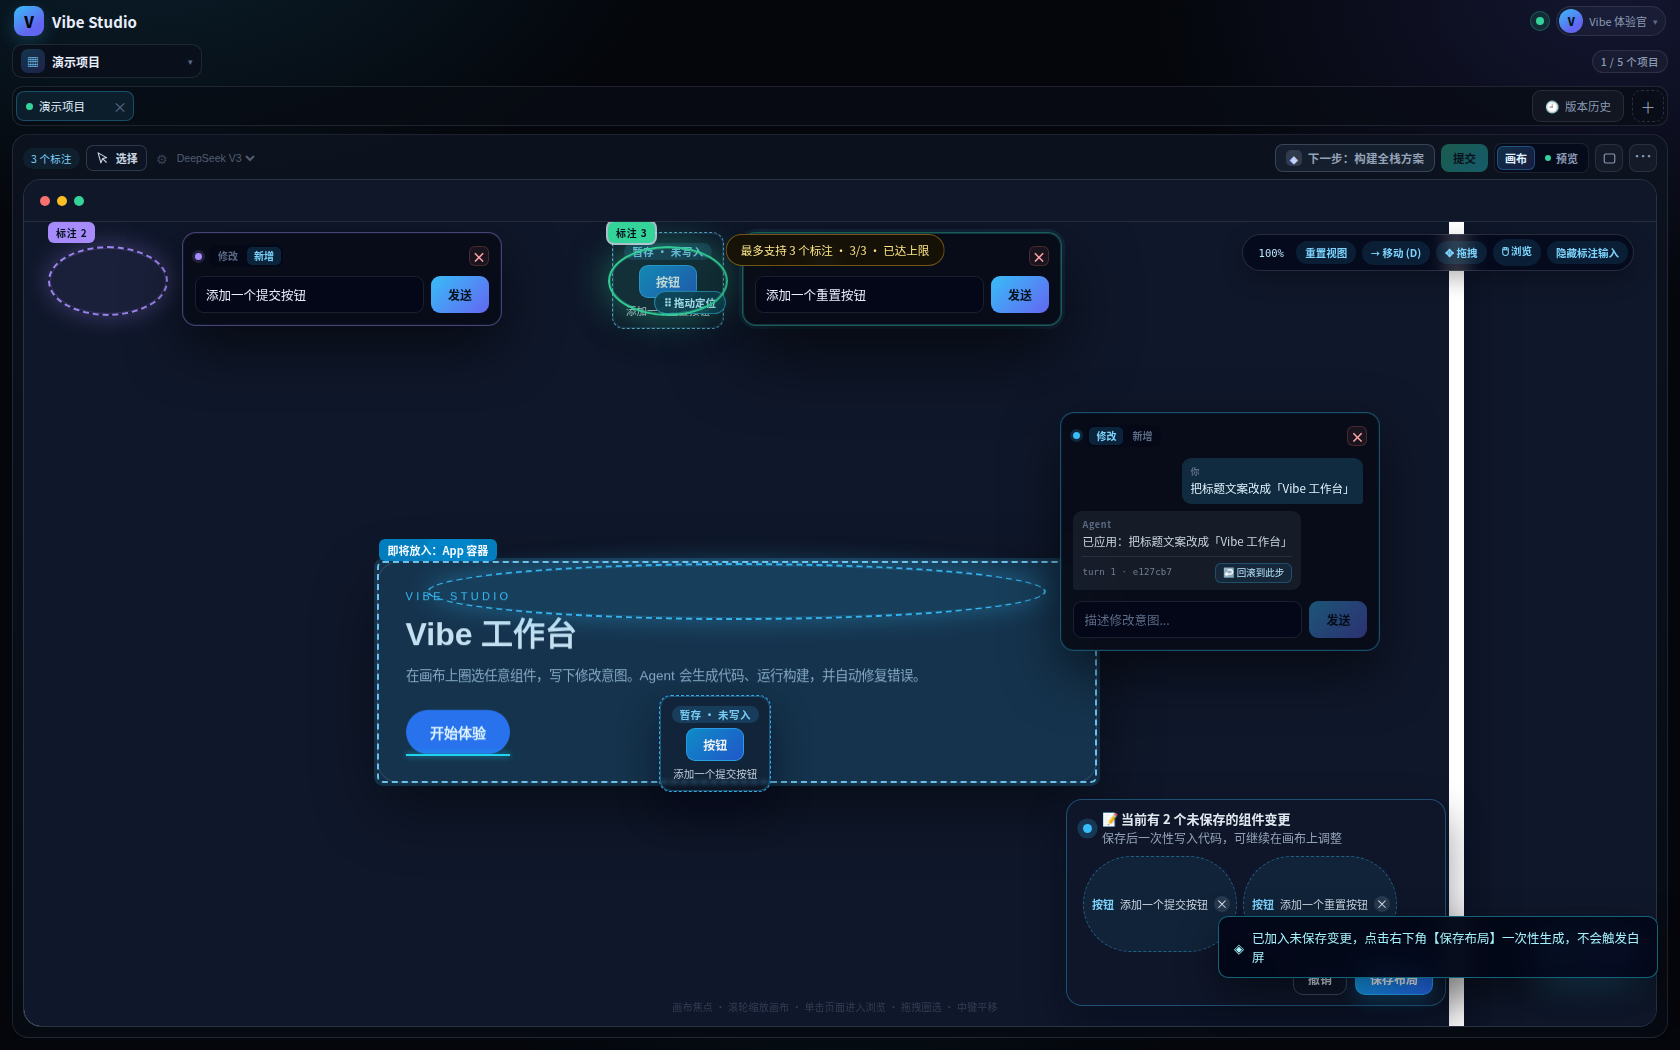 V Vibe Studio
V Vibe 体验官
演示项目
1 / 5 个项目
演示项目
版本历史
3 个标注
选择
DeepSeek V3
下一步：构建全栈方案
提交
画布
预览
标注 2
修改 新增
添加一个提交按钮
发送
标注 3
暂存 · 未写入
按钮
拖动定位
添加一
最多支持 3 个标注 · 3/3 · 已达上限
添加一个重置按钮
发送
100%
重置视图
→ 移动 (D)
拖拽
浏览
隐藏标注输入
修改 新增
你
把标题文案改成「Vibe 工作台」
Agent
已应用：把标题文案改成「Vibe 工作台」
turn 1 · e127cb7
回滚到此步
描述修改意图...
发送
即将放入：App 容器
VIBE STUDIO
Vibe 工作台
在画布上圈选任意组件，写下修改意图。Agent 会生成代码、运行构建，并自动修复错误。
开始体验
暂存 · 未写入
按钮
添加一个提交按钮
当前有 2 个未保存的组件变更
保存后一次性写入代码，可继续在画布上调整
按钮 添加一个提交按钮
按钮 添加一个重置按钮
已加入未保存变更，点击右下角【保存布局】一次性生成，不会触发白
屏
撤销
保存布局
画布焦点 · 滚轮缩放画布 · 单击页面进入浏览 · 拖拽圈选 · 中键平移